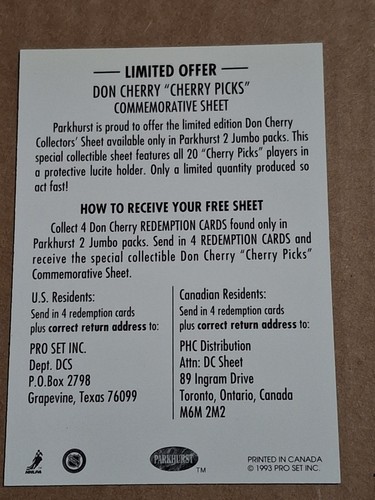 LIMITED OFFER
DON CHERRY "CHERRY PICKS"
COMMEMORATIVE SHEET
Parkhurst is proud to offer the limited edition Don Cherry
Collectors' Sheet available only in Parkhurst 2 Jumbo packs. This
special collectible sheet features all 20 "Cherry Picks" players in
a protective lucite holder. Only a limited quantity produced so
act fast!
HOW TO RECEIVE YOUR FREE SHEET
Collect 4 Don Cherry REDEMPTION CARDS found only in
Parkhurst 2 Jumbo packs. Send in 4 REDEMPTION CARDS and
receive the special collectible Don Cherry "Cherry Picks"
Commemorative Sheet.
U.S. Residents:
Send in 4 redemption cards
plus correct return address to:
PRO SET INC.
Dept. DCS
P.O.Box 2798
Grapevine, Texas 76099
Canadian Residents:
Send in 4 redemption cards
plus correct return address to:
PHC Distribution
Attn: DC Sheet
89 Ingram Drive
Toronto, Ontario, Canada
M6M 2M2
NHLPA
PARKHURST
TM
PRINTED IN CANADA
© 1993 PRO SET INC.